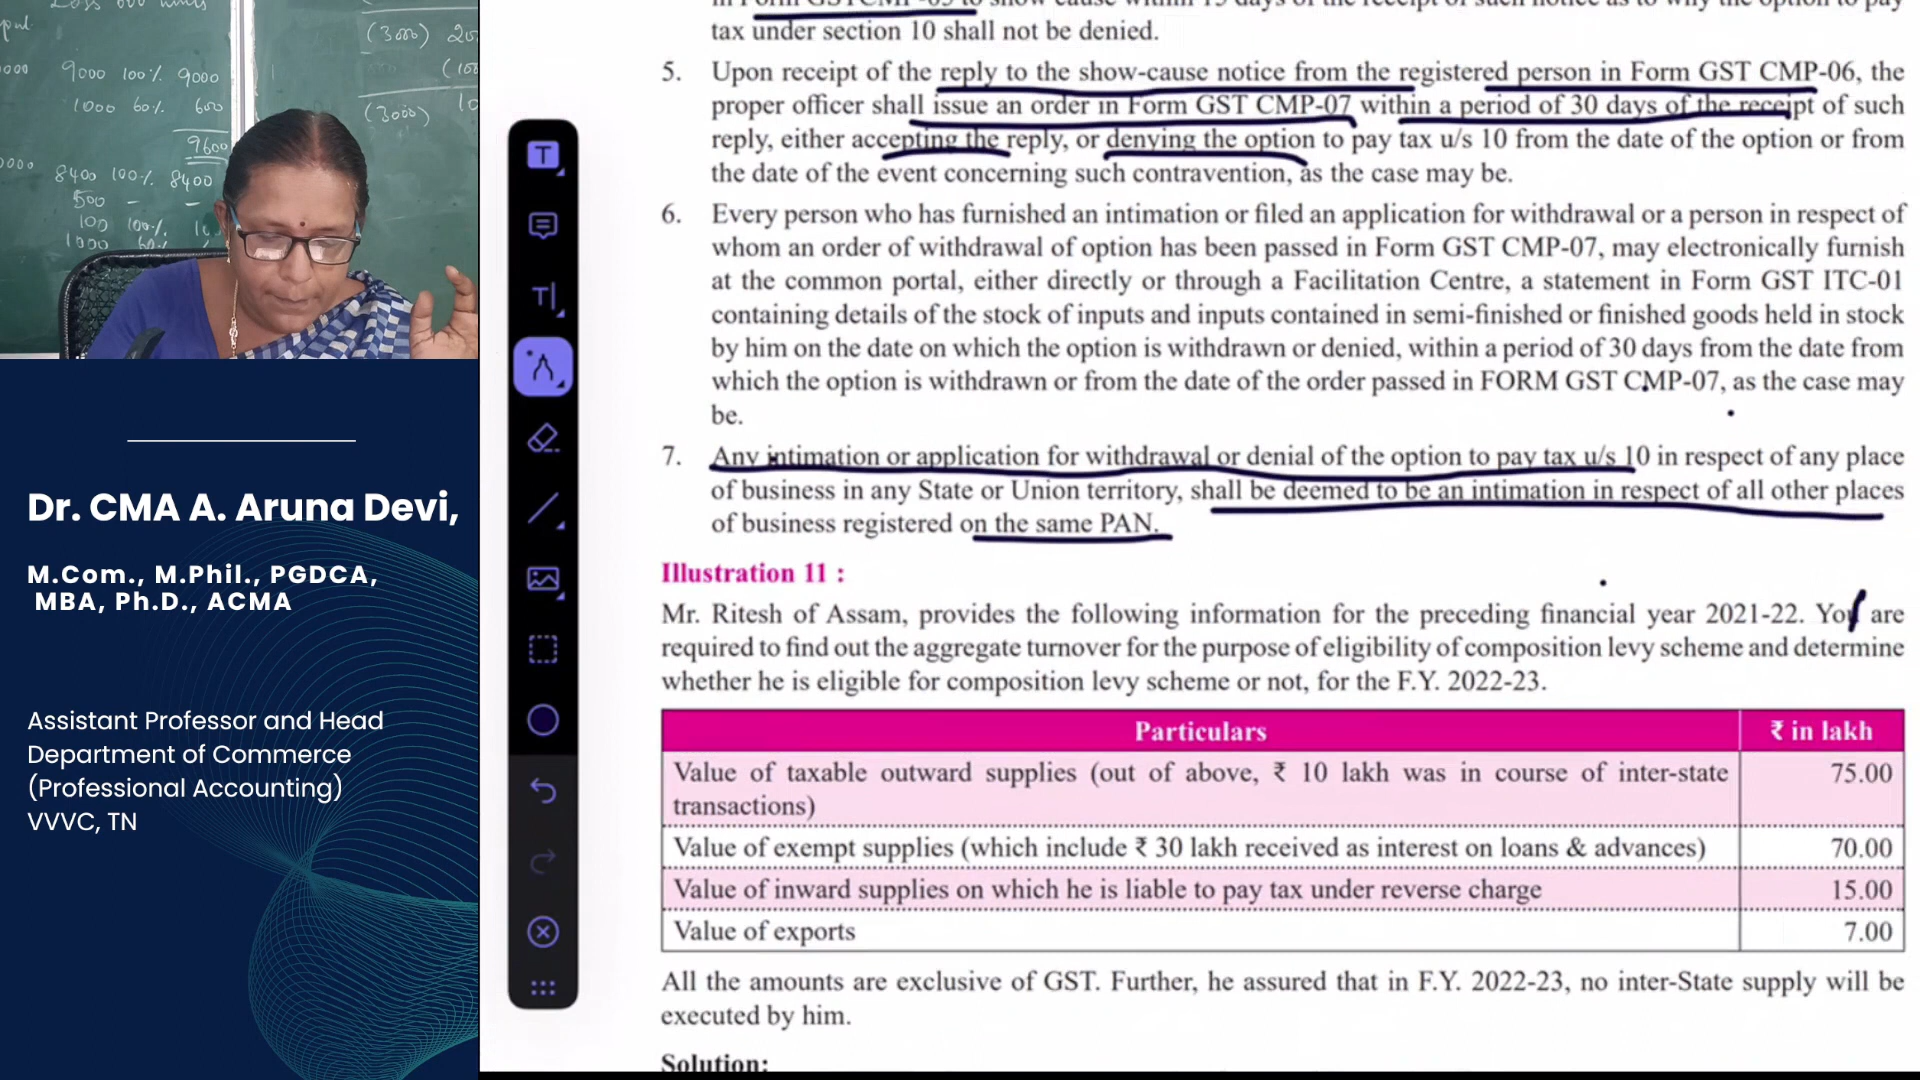 9000 100% 9000
1000 60% 600
9600
8400 100% 8400
500 –  –
100 100%
1000 60%
(3000)
(3000)
Dr. CMA A. Aruna Devi,
M.Com., M.Phil., PGDCA,
MBA, Ph.D., ACMA
Assistant Professor and Head
Department of Commerce
(Professional Accounting)
VVVC, TN
tax under section 10 shall not be denied.
5. Upon receipt of the reply to the show-cause notice from the registered person in Form GST CMP-06, the
proper officer shall issue an order in Form GST CMP-07 within a period of 30 days of the receipt of such
reply, either accepting the reply, or denying the option to pay tax u/s 10 from the date of the option or from
the date of the event concerning such contravention, as the case may be.
6. Every person who has furnished an intimation or filed an application for withdrawal or a person in respect of
whom an order of withdrawal of option has been passed in Form GST CMP-07, may electronically furnish
at the common portal, either directly or through a Facilitation Centre, a statement in Form GST ITC-01
containing details of the stock of inputs and inputs contained in semi-finished or finished goods held in stock
by him on the date on which the option is withdrawn or denied, within a period of 30 days from the date from
which the option is withdrawn or from the date of the order passed in FORM GST CMP-07, as the case may
be.
7. Any intimation or application for withdrawal or denial of the option to pay tax u/s 10 in respect of any place
of business in any State or Union territory, shall be deemed to be an intimation in respect of all other places
of business registered on the same PAN.
Illustration 11 :
Mr. Ritesh of Assam, provides the following information for the preceding financial year 2021-22. You are
required to find out the aggregate turnover for the purpose of eligibility of composition levy scheme and determine
whether he is eligible for composition levy scheme or not, for the F.Y. 2022-23.
Particulars ₹ in lakh
Value of taxable outward supplies (out of above, ₹ 10 lakh was in course of inter-state 75.00
transactions)
Value of exempt supplies (which include ₹ 30 lakh received as interest on loans & advances) 70.00
Value of inward supplies on which he is liable to pay tax under reverse charge 15.00
Value of exports 7.00
All the amounts are exclusive of GST. Further, he assured that in F.Y. 2022-23, no inter-State supply will be
executed by him.
Solution: